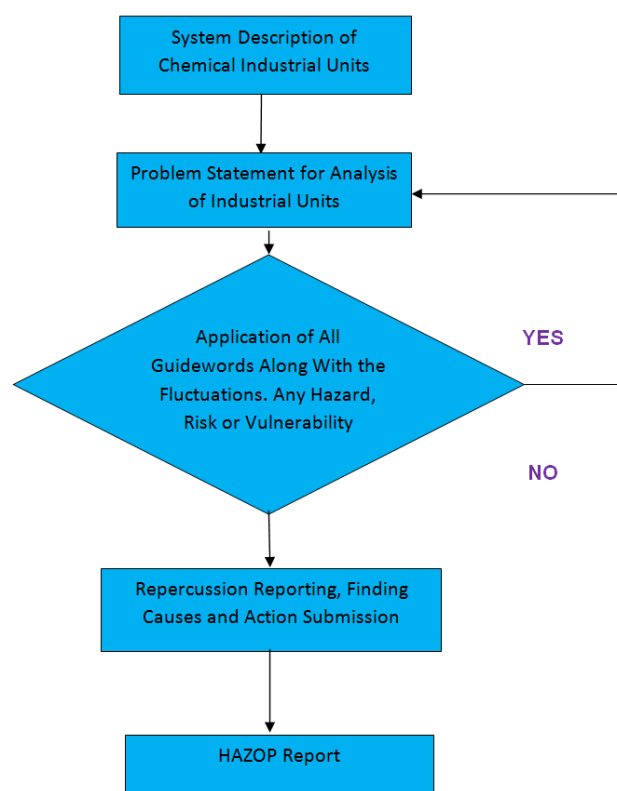 System Description of
Chemical Industrial Units
Problem Statement for Analysis
of Industrial Units
Application of All
Guidewords Along With the
Fluctuations. Any Hazard,
Risk or Vulnerability
YES
NO
Repercussion Reporting, Finding
Causes and Action Submission
HAZOP Report